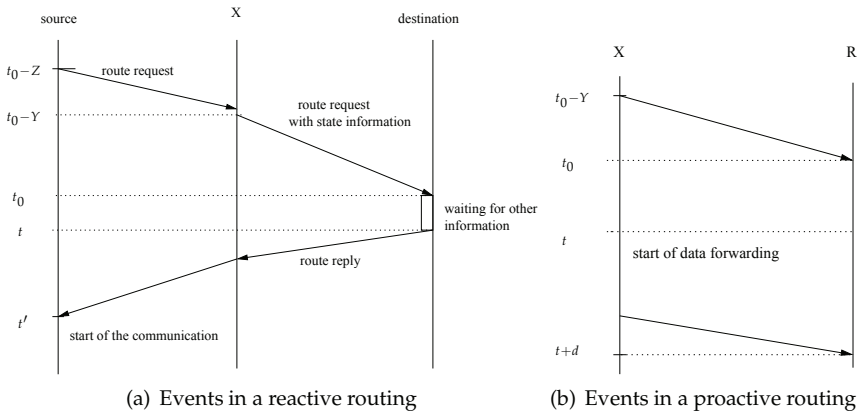 source
X
destination
t₀−Z
route request
t₀−Y
route request
with state information
t₀
waiting for other
information
t
route reply
t′
start of the communication
(a) Events in a reactive routing
X
R
t₀−Y
t₀
t
start of data forwarding
t+d
(b) Events in a proactive routing